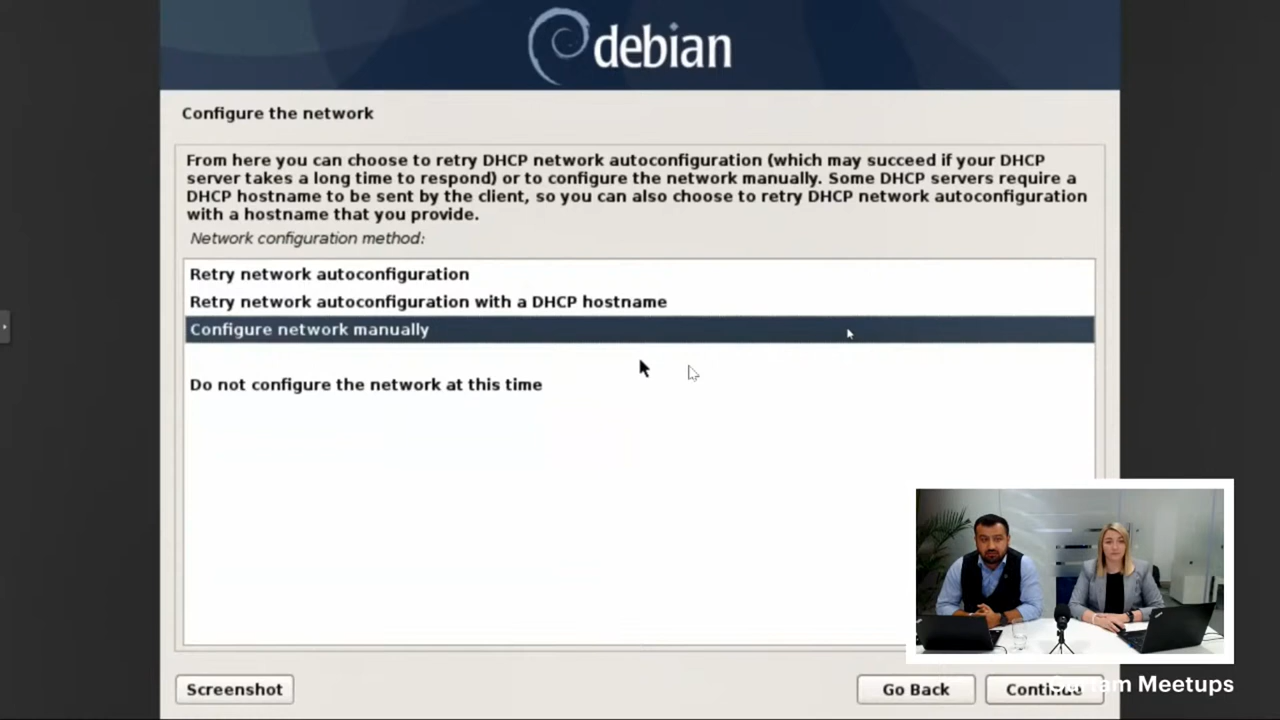 debian
Configure the network
From here you can choose to retry DHCP network autoconfiguration (which may succeed if your DHCP
server takes a long time to respond) or to configure the network manually. Some DHCP servers require a
DHCP hostname to be sent by the client, so you can also choose to retry DHCP network autoconfiguration
with a hostname that you provide.
Network configuration method:
Retry network autoconfiguration
Retry network autoconfiguration with a DHCP hostname
Configure network manually
Do not configure the network at this time
Screenshot
Go Back
Continue
Meetups